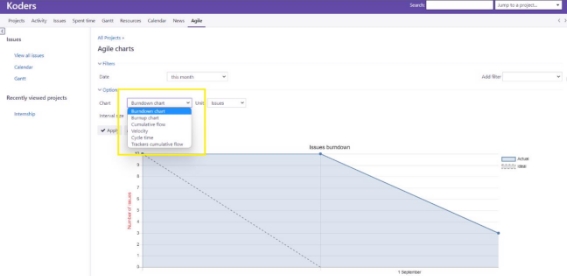 Koders
Search: Jump to a project...
Projects Activity Issues Spent time Gantt Resources Calendar News Agile
Issues
View all issues
Calendar
Gantt
Recently viewed projects
Internship
All Projects »
Agile charts
Filters
Date this month Add filter
Options
Chart Burndown chart Unit Issues
Burndown chart
Burnup chart
Cumulative flow
Velocity
Cycle time
Trackers cumulative flow
Interval size
Apply
Issues burndown
Actual
Ideal
Number of issues
10
9
8
7
6
5
4
3
2
1
0
1 September